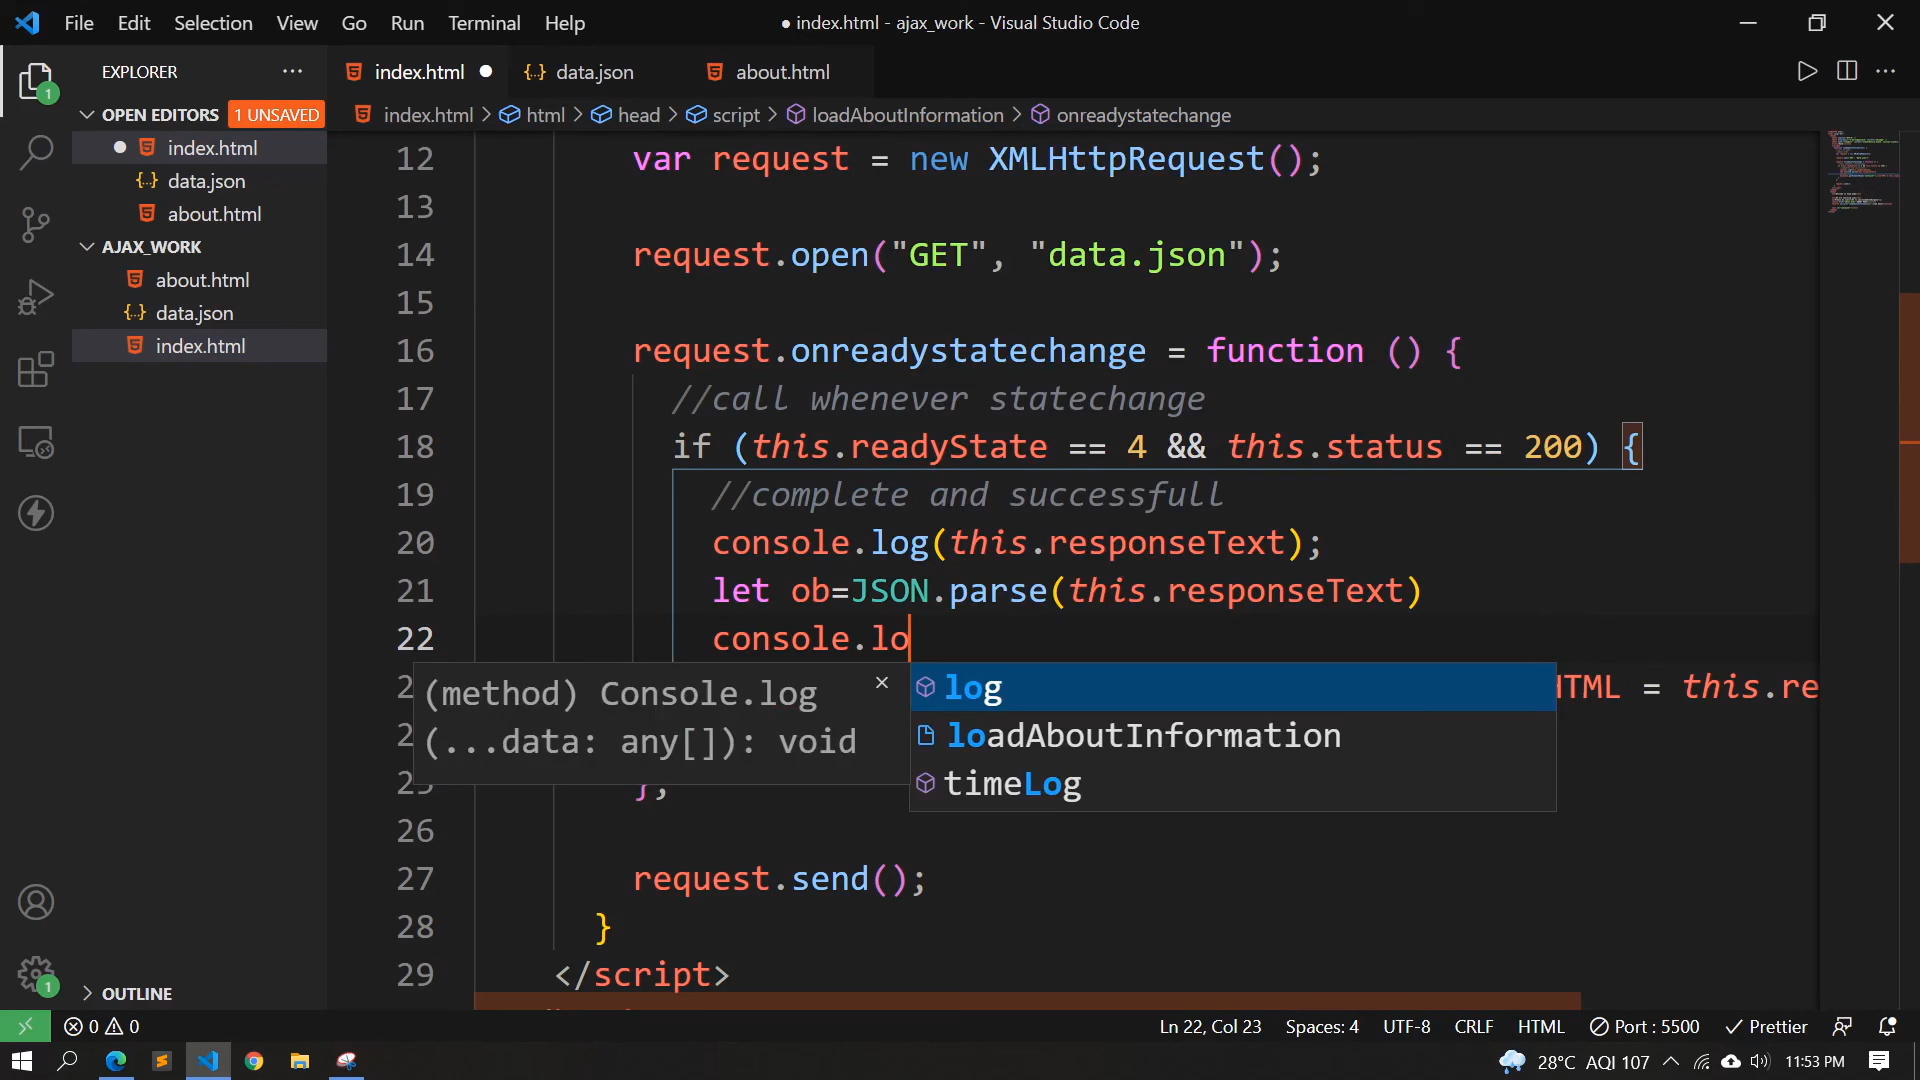 File Edit Selection View Go Run Terminal Help
● index.html - ajax_work - Visual Studio Code
EXPLORER
index.html
data.json
about.html
OPEN EDITORS 1 UNSAVED
index.html
data.json
about.html
AJAX_WORK
about.html
data.json
index.html
OUTLINE
index.html > html > head > script > loadAboutInformation > onreadystatechange
12 var request = new XMLHttpRequest();
13
14 request.open("GET", "data.json");
15
16 request.onreadystatechange = function () {
17 //call whenever statechange
18 if (this.readyState == 4 && this.status == 200) {
19 //complete and successfull
20 console.log(this.responseText);
21 let ob=JSON.parse(this.responseText)
22 console.lo
HTML = this.re
(method) Console.log
(...data: any[]): void
log
loadAboutInformation
timeLog
};
26
27 request.send();
28 }
29 </script>
1
1
0 0
Ln 22, Col 23 Spaces: 4 UTF-8 CRLF HTML Port : 5500 Prettier
28°C AQI 107 11:53 PM